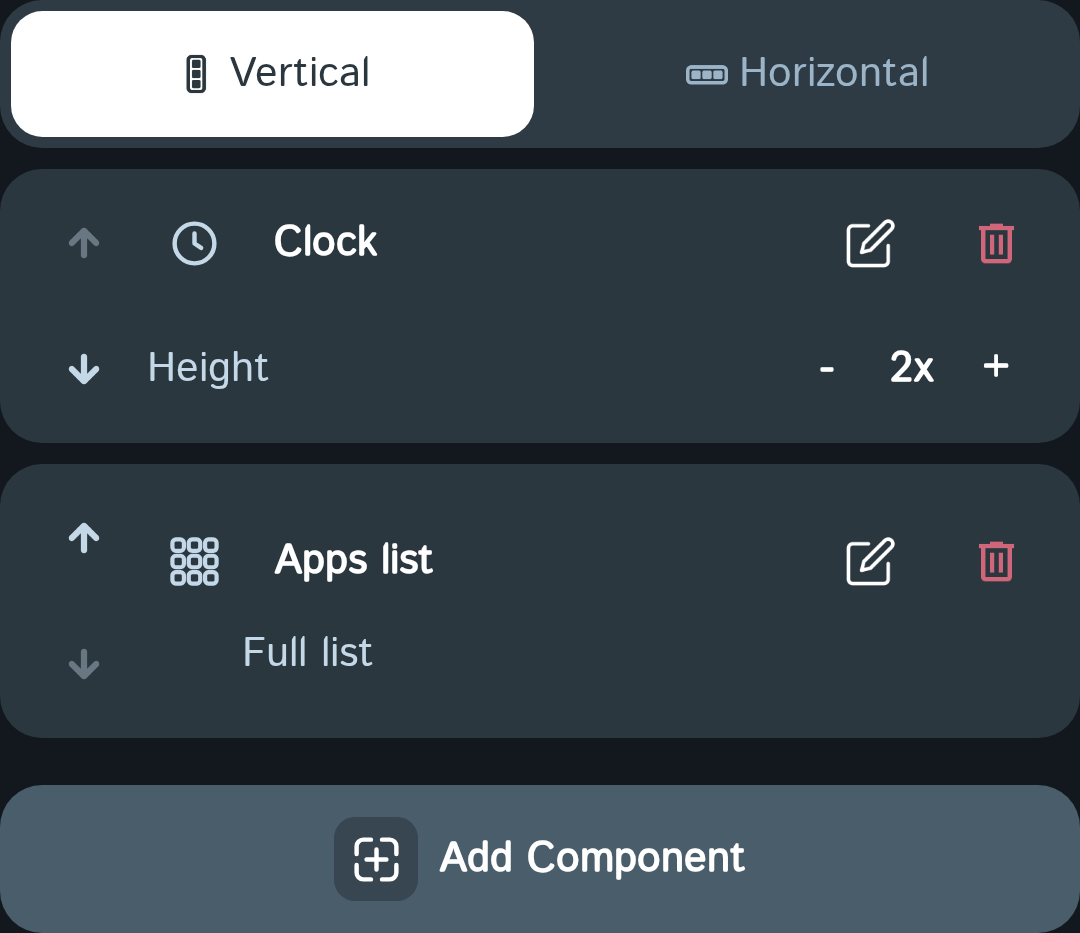 Vertical
Horizontal
Clock
Height
- 2x +
Apps list
Full list
Add Component